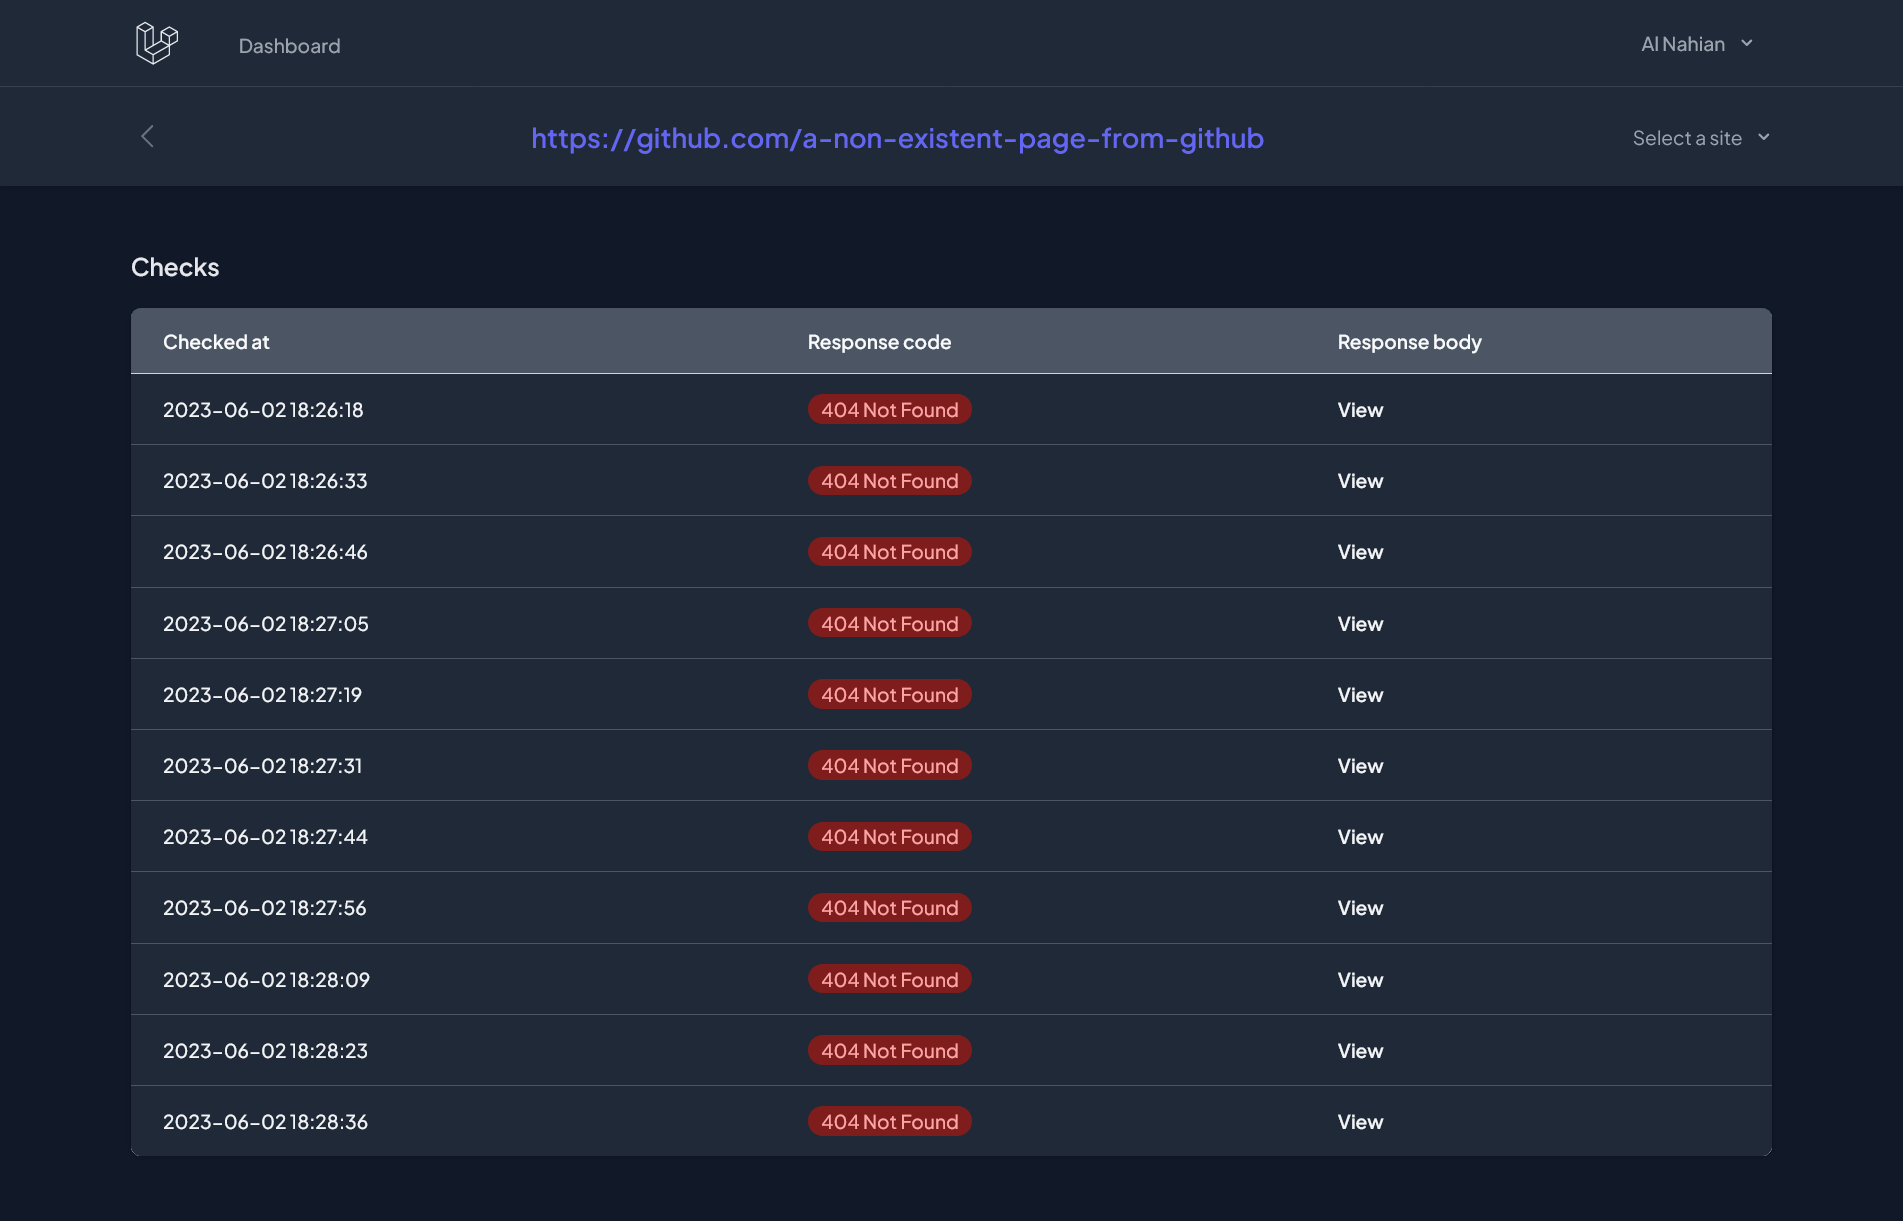 Dashboard
Al Nahian
https://github.com/a-non-existent-page-from-github
Select a site
Checks
Checked at Response code Response body
2023-06-02 18:26:18 404 Not Found View
2023-06-02 18:26:33 404 Not Found View
2023-06-02 18:26:46 404 Not Found View
2023-06-02 18:27:05 404 Not Found View
2023-06-02 18:27:19 404 Not Found View
2023-06-02 18:27:31 404 Not Found View
2023-06-02 18:27:44 404 Not Found View
2023-06-02 18:27:56 404 Not Found View
2023-06-02 18:28:09 404 Not Found View
2023-06-02 18:28:23 404 Not Found View
2023-06-02 18:28:36 404 Not Found View